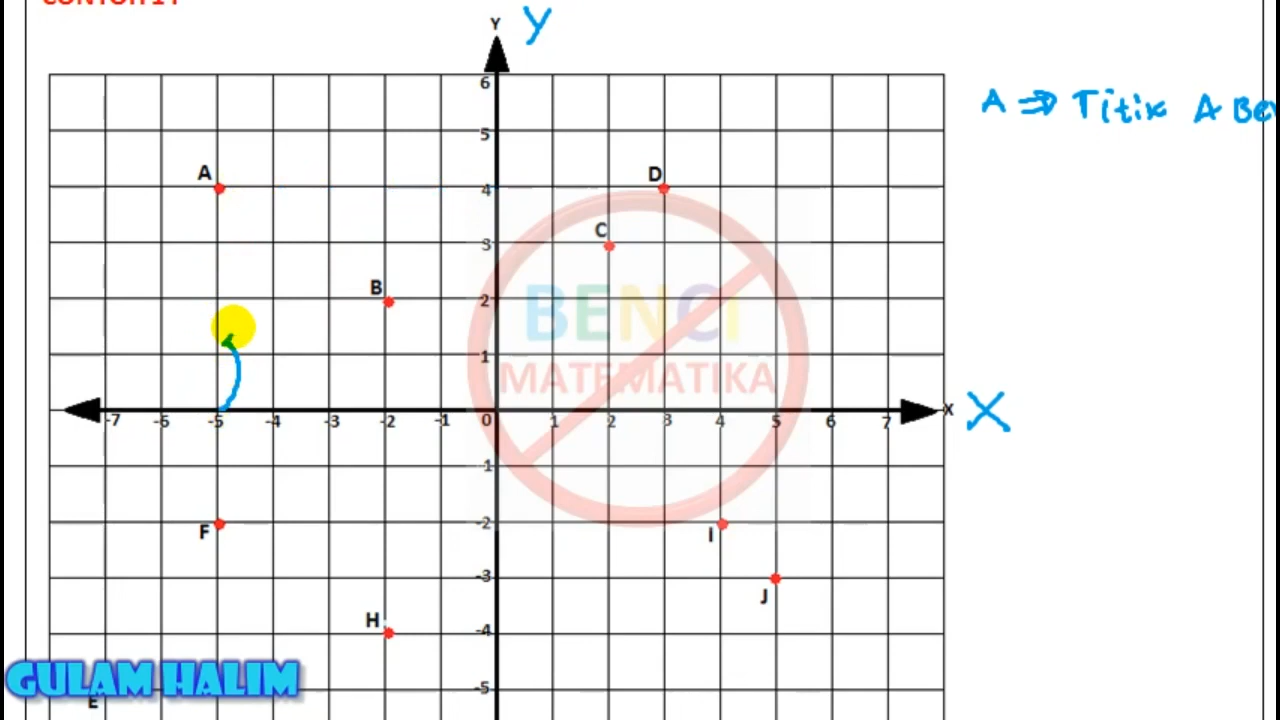 Y Y
6
A => Titik A Be
5
A D
4
C
3
B
BENCI
2
1
MATEMATIKA
-7 -6 -5 -4 -3 -2 -1 0 1 2 3 4 5 6 7 X X
-1
-2
F I
-3
J
H
-4
GULAM HALIM
-5
E